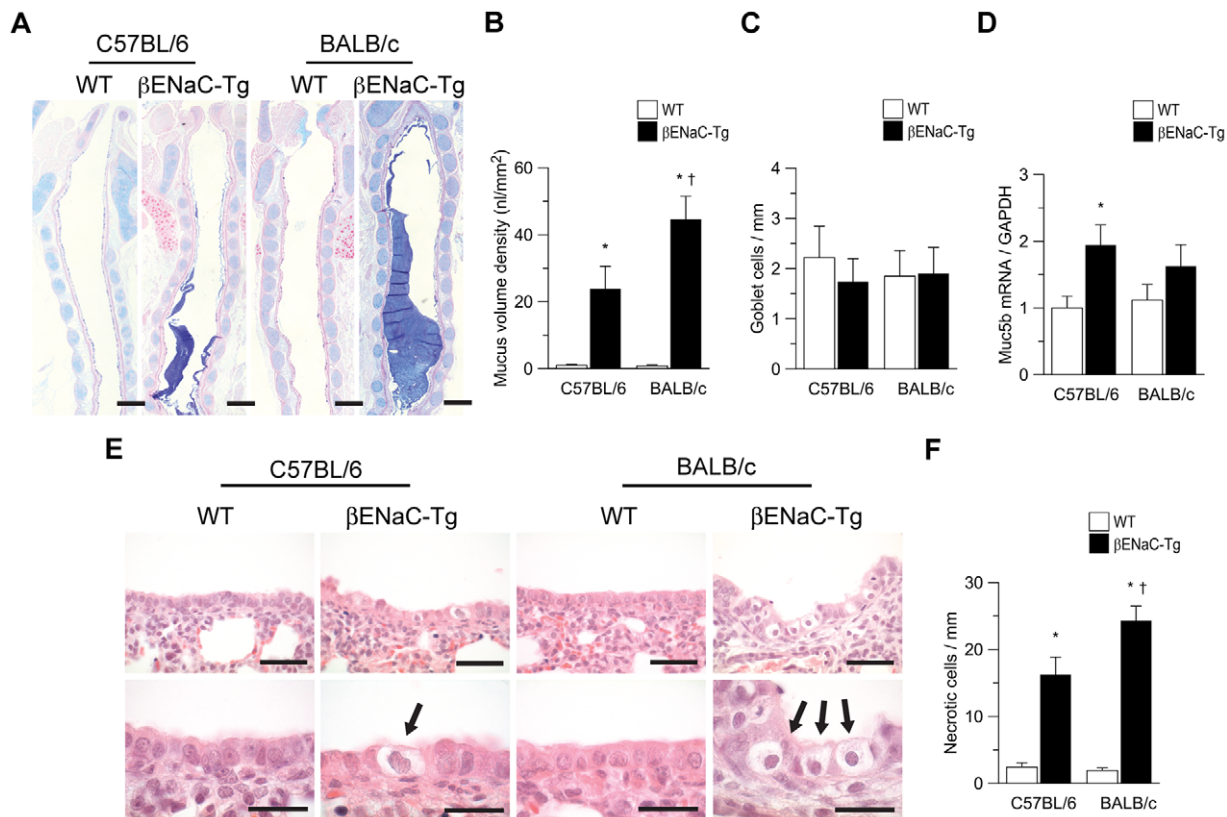 A
C57BL/6
BALB/c
WT
βENaC-Tg
WT
βENaC-Tg
B
WT
βENaC-Tg
Mucus volume density (nl/mm²)
60
40
20
0
* 
* †
C57BL/6
BALB/c
C
WT
βENaC-Tg
Goblet cells / mm
4
3
2
1
0
C57BL/6
BALB/c
D
WT
βENaC-Tg
Muc5b mRNA / GAPDH
3
2
1
0
*
C57BL/6
BALB/c
E
C57BL/6
BALB/c
WT
βENaC-Tg
WT
βENaC-Tg
F
WT
βENaC-Tg
Necrotic cells / mm
30
20
10
0
*
* †
C57BL/6
BALB/c